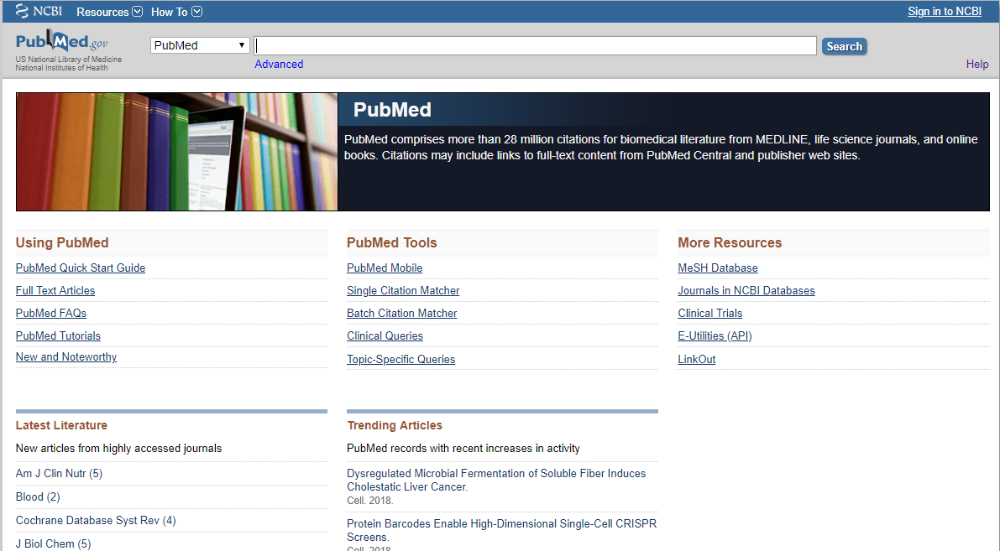 NCBI Resources How To Sign in to NCBI
PubMed.gov
US National Library of Medicine
National Institutes of Health
PubMed
Search
Advanced
Help
PubMed
PubMed comprises more than 28 million citations for biomedical literature from MEDLINE, life science journals, and online
books. Citations may include links to full-text content from PubMed Central and publisher web sites.
Using PubMed
PubMed Quick Start Guide
Full Text Articles
PubMed FAQs
PubMed Tutorials
New and Noteworthy
PubMed Tools
PubMed Mobile
Single Citation Matcher
Batch Citation Matcher
Clinical Queries
Topic-Specific Queries
More Resources
MeSH Database
Journals in NCBI Databases
Clinical Trials
E-Utilities (API)
LinkOut
Latest Literature
New articles from highly accessed journals
Am J Clin Nutr (5)
Blood (2)
Cochrane Database Syst Rev (4)
J Biol Chem (5)
Trending Articles
PubMed records with recent increases in activity
Dysregulated Microbial Fermentation of Soluble Fiber Induces
Cholestatic Liver Cancer.
Cell. 2018.
Protein Barcodes Enable High-Dimensional Single-Cell CRISPR
Screens.
Cell. 2018.